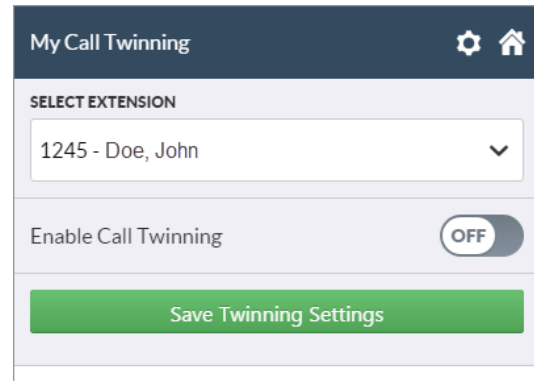 My Call Twinning
SELECT EXTENSION
1245 - Doe, John
Enable Call Twinning
OFF
Save Twinning Settings